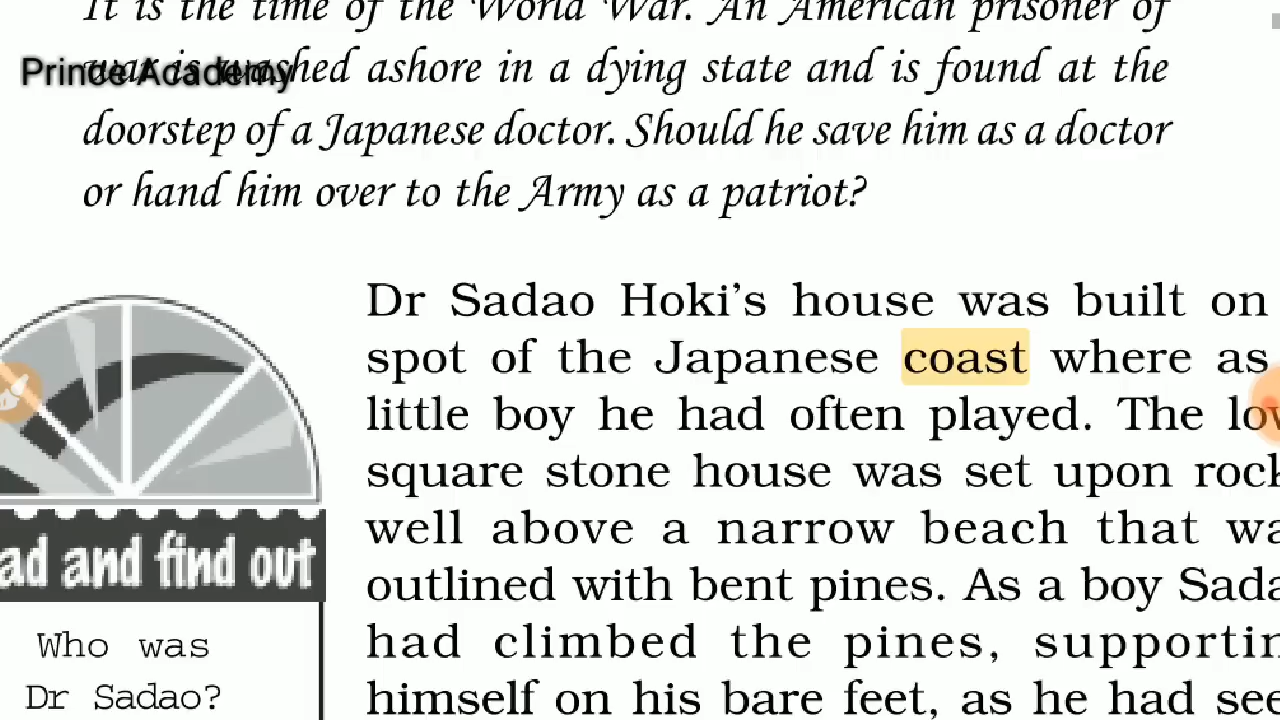 It is the time of the World War. An American prisoner of
war is washed ashore in a dying state and is found at the
Prince Academy
doorstep of a Japanese doctor. Should he save him as a doctor
or hand him over to the Army as a patriot?
Dr Sadao Hoki's house was built on
spot of the Japanese coast where as
little boy he had often played. The
square stone house was set upon
well above a narrow beach that
outlined with bent pines. As a boy
had climbed the pines,
himself on his bare feet, as he had
and find out
Who was
Dr Sadao?